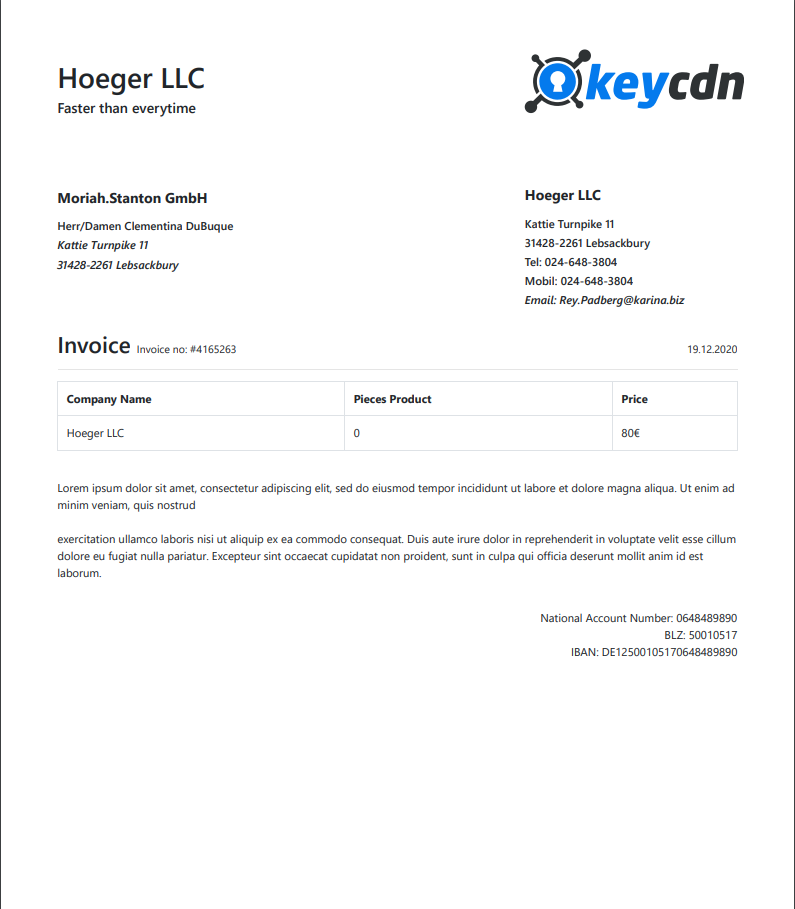 Hoeger LLC
Faster than everytime
keycdn
Moriah.Stanton GmbH
Herr/Damen Clementina DuBuque
Kattie Turnpike 11
31428-2261 Lebsackbury
Hoeger LLC
Kattie Turnpike 11
31428-2261 Lebsackbury
Tel: 024-648-3804
Mobil: 024-648-3804
Email: Rey.Padberg@karina.biz
Invoice Invoice no: #4165263 19.12.2020
Company Name Pieces Product Price
Hoeger LLC 0 80€
Lorem ipsum dolor sit amet, consectetur adipiscing elit, sed do eiusmod tempor incididunt ut labore et dolore magna aliqua. Ut enim ad
minim veniam, quis nostrud
exercitation ullamco laboris nisi ut aliquip ex ea commodo consequat. Duis aute irure dolor in reprehenderit in voluptate velit esse cillum
dolore eu fugiat nulla pariatur. Excepteur sint occaecat cupidatat non proident, sunt in culpa qui officia deserunt mollit anim id est
laborum.
National Account Number: 0648489890
BLZ: 50010517
IBAN: DE12500105170648489890